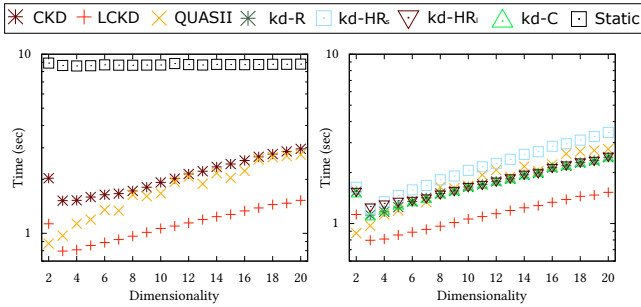 CKD LCKD QUASII kd-R kd-HRₛ kd-HRₗ kd-C Static
10 10
Time (sec) Time (sec)
1 1
2 4 6 8 10 12 14 16 18 20 2 4 6 8 10 12 14 16 18 20
Dimensionality Dimensionality